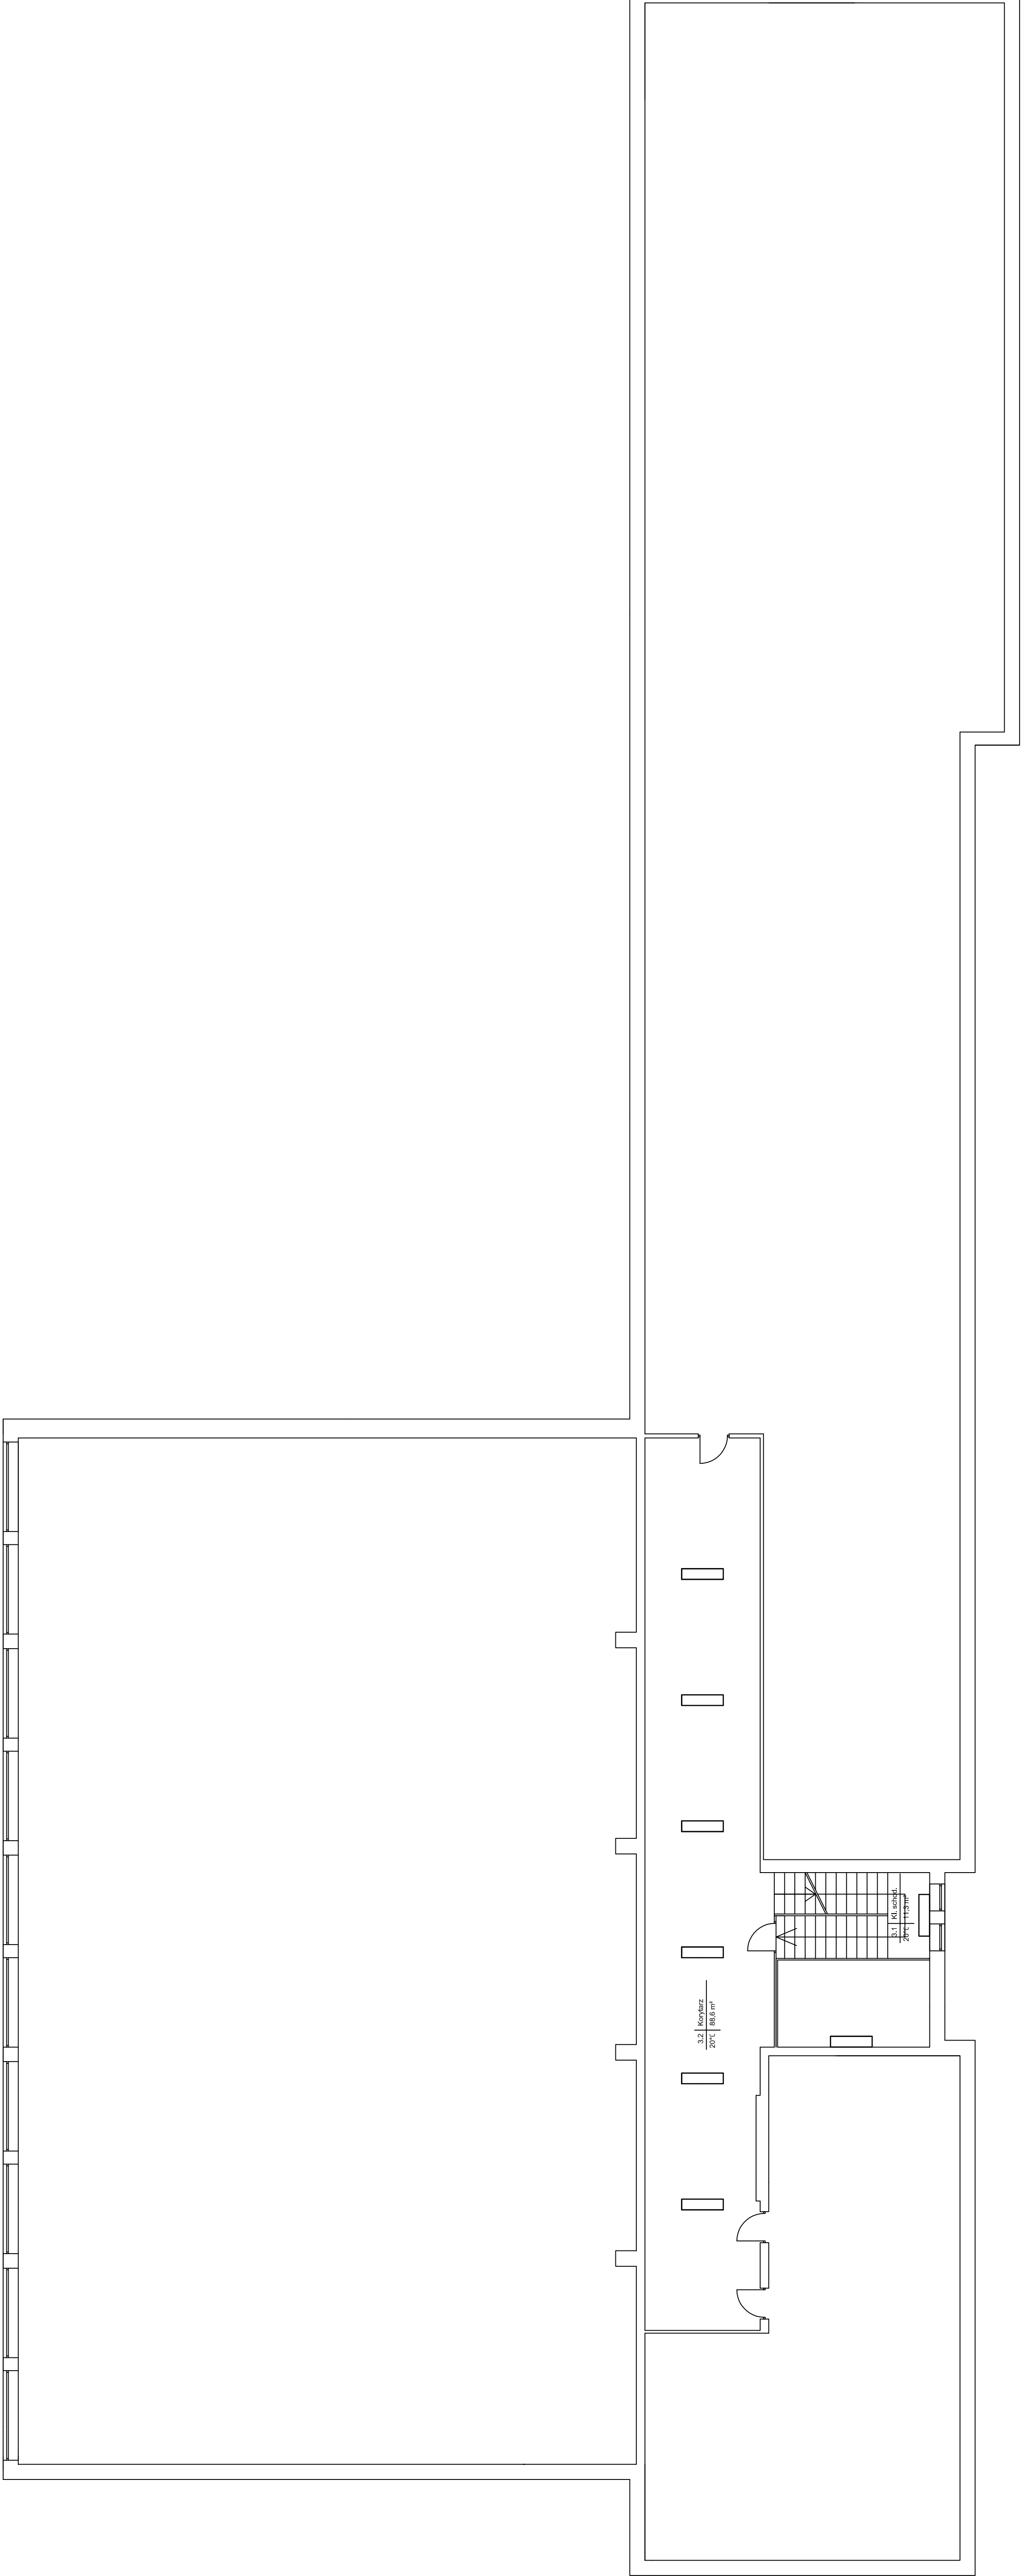 3.1 Kl. schod.
20°C 11,3 m²
3.2 Korytarz
20°C 88,6 m²